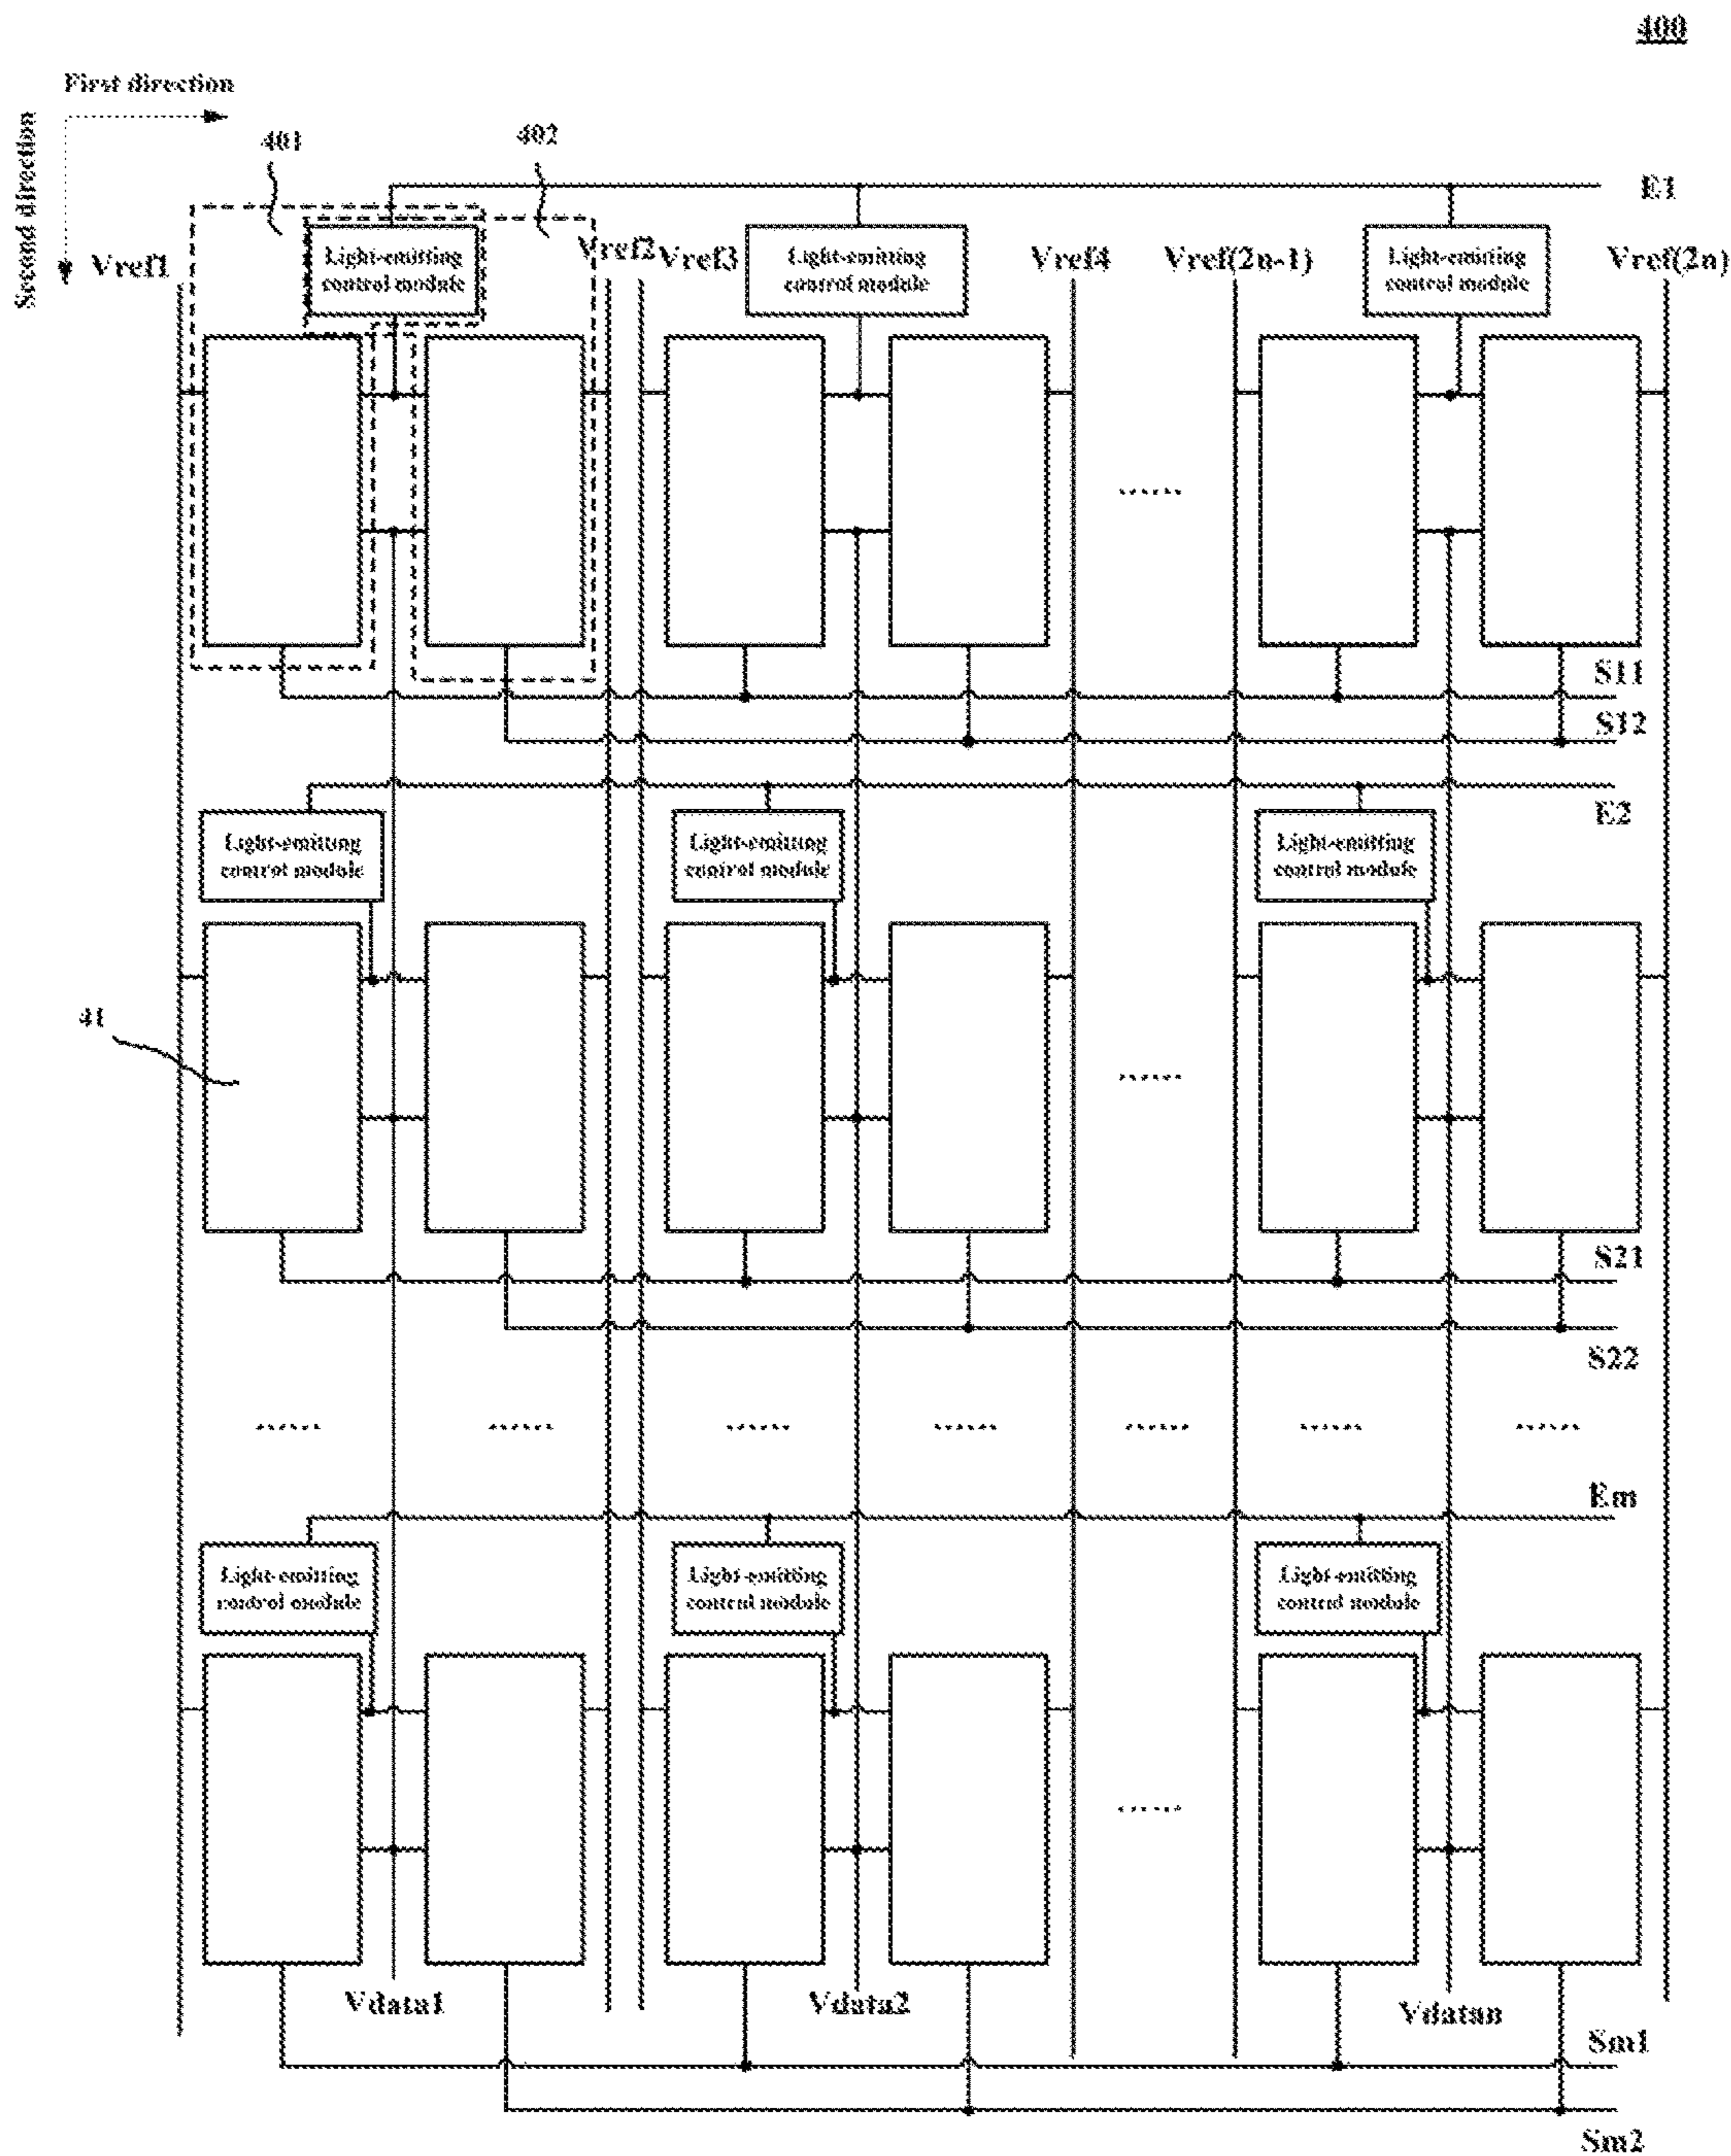 400
First direction
Second direction
401
402
E1
Vref1
Light-emitting
control module
Vref2
Vref3
Light-emitting
control module
Vref4
Vref(2n-1)
Light-emitting
control module
Vref(2n)
......
S11
S12
E2
Light-emitting
control module
Light-emitting
control module
Light-emitting
control module
41
......
S21
S22
...... ...... ...... ...... ...... ...... ......
Em
Light-emitting
control module
Light-emitting
control module
Light-emitting
control module
......
Vdata1
Vdata2
Vdatan
Sm1
Sm2